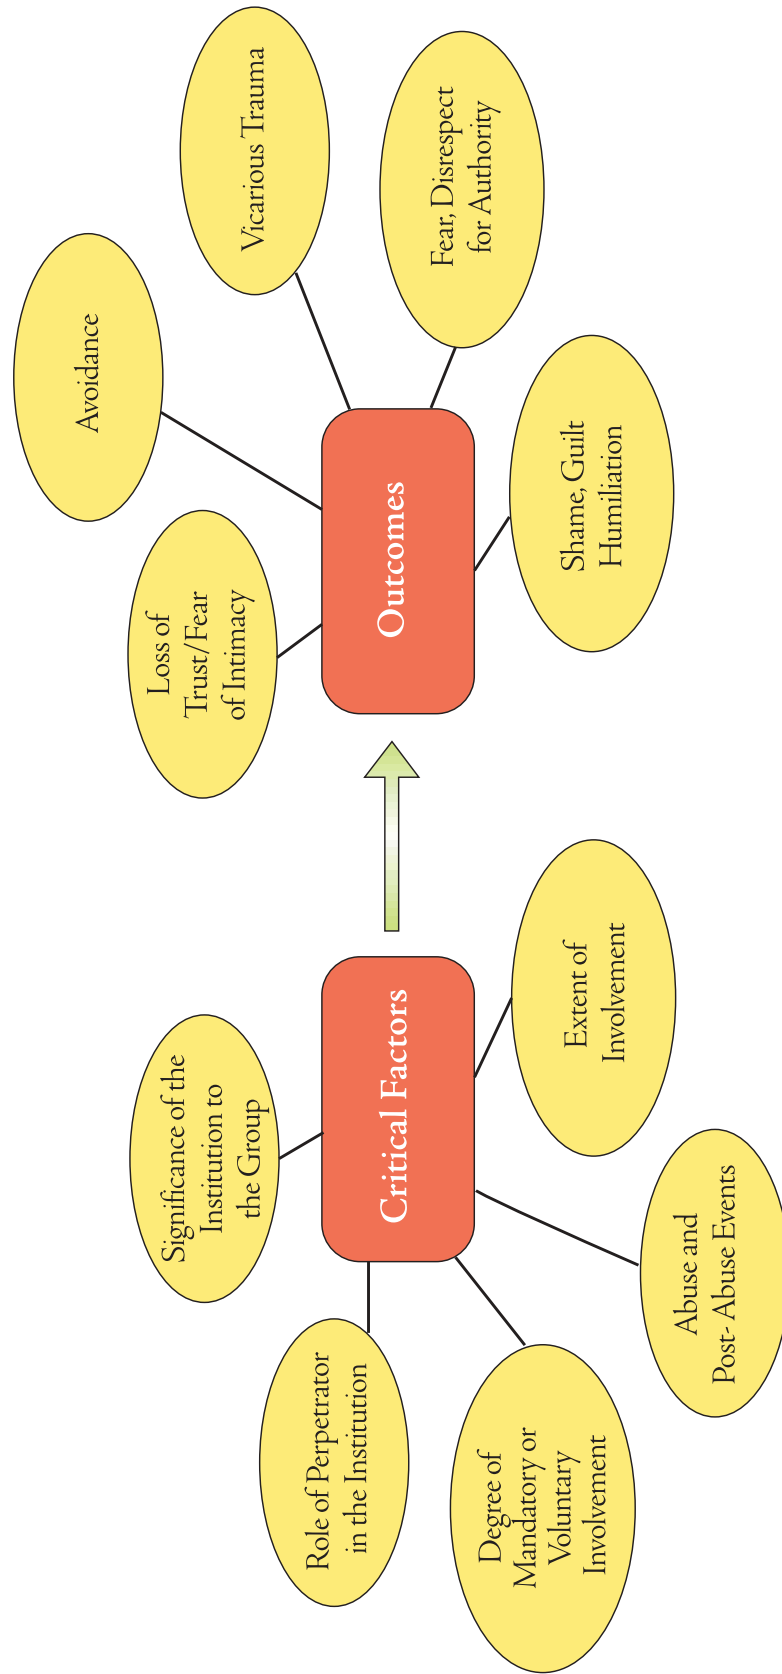 Significance of the
Institution to
the Group
Role of Perpetrator
in the Institution
Critical Factors
Degree of
Mandatory or
Voluntary
Involvement
Abuse and
Post- Abuse Events
Extent of
Involvement
Loss of
Trust/Fear
of Intimacy
Avoidance
Vicarious Trauma
Outcomes
Fear, Disrespect
for Authority
Shame, Guilt
Humiliation